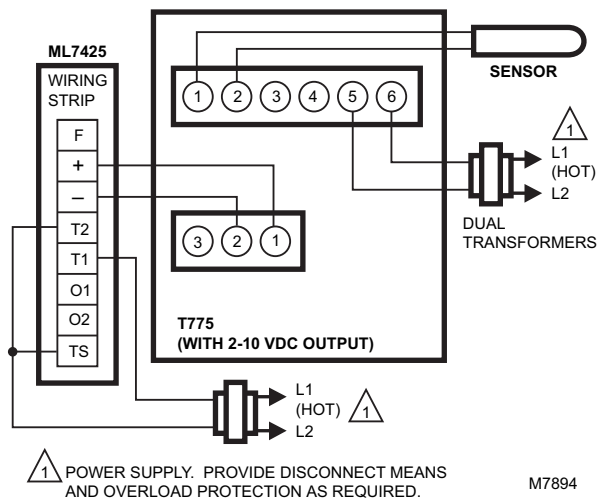 ML7425
WIRING
STRIP
F
+
–
T2
T1
O1
O2
TS
1 2 3 4 5 6
SENSOR
1
L1
(HOT)
L2
DUAL
TRANSFORMERS
3 2 1
T775
(WITH 2-10 VDC OUTPUT)
L1
(HOT)
1
L2
1 POWER SUPPLY. PROVIDE DISCONNECT MEANS
AND OVERLOAD PROTECTION AS REQUIRED.
M7894